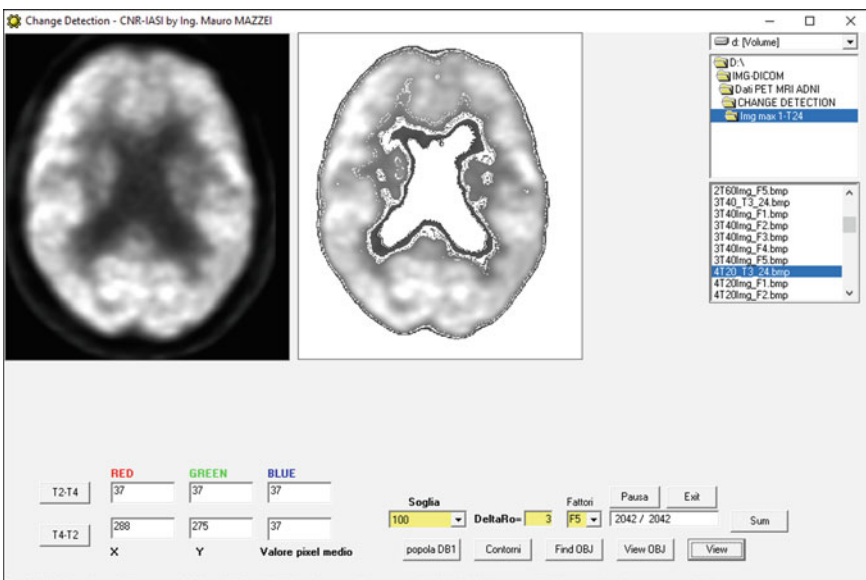 Change Detection - CNR-IASI by Ing. Mauro MAZZEI
d: [Volume]
D:\
IMG-DICOM
Dati PET MRI ADNI
CHANGE DETECTION
Img max 1-T24
2T60Img_F5.bmp
3T40_T3_24.bmp
3T40Img_F1.bmp
3T40Img_F2.bmp
3T40Img_F3.bmp
3T40Img_F4.bmp
3T40Img_F5.bmp
4T20_T3_24.bmp
4T20Img_F1.bmp
4T20Img_F2.bmp
RED GREEN BLUE
T2-T4 37 37 37
T4-T2 288 275 37
X Y Valore pixel medio
Soglia Fattori Pausa Exit
100 DeltaRo= 3 F5 2042 / 2042 Sum
popola DB1 Contorni Find OBJ View OBJ View